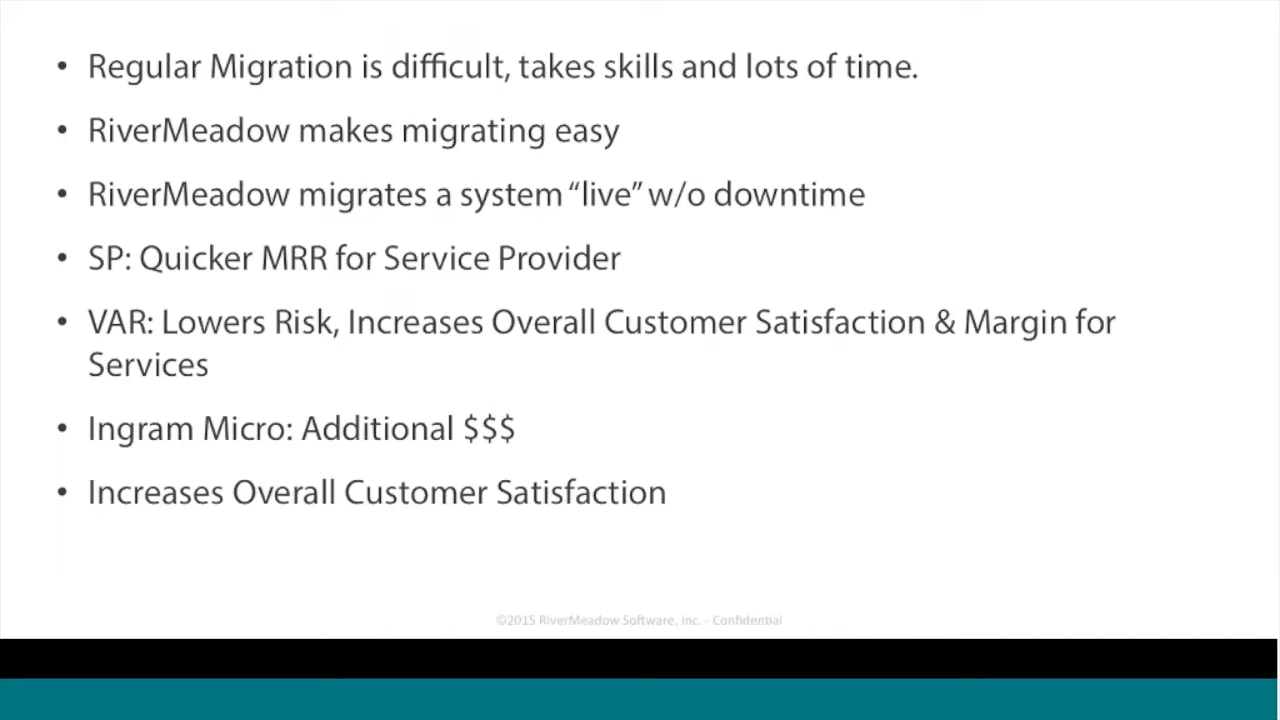 • Regular Migration is difficult, takes skills and lots of time.
• RiverMeadow makes migrating easy
• RiverMeadow migrates a system “live” w/o downtime
• SP: Quicker MRR for Service Provider
• VAR: Lowers Risk, Increases Overall Customer Satisfaction & Margin for
Services
• Ingram Micro: Additional $$$
• Increases Overall Customer Satisfaction
©2015 RiverMeadow Software, Inc. - Confidential